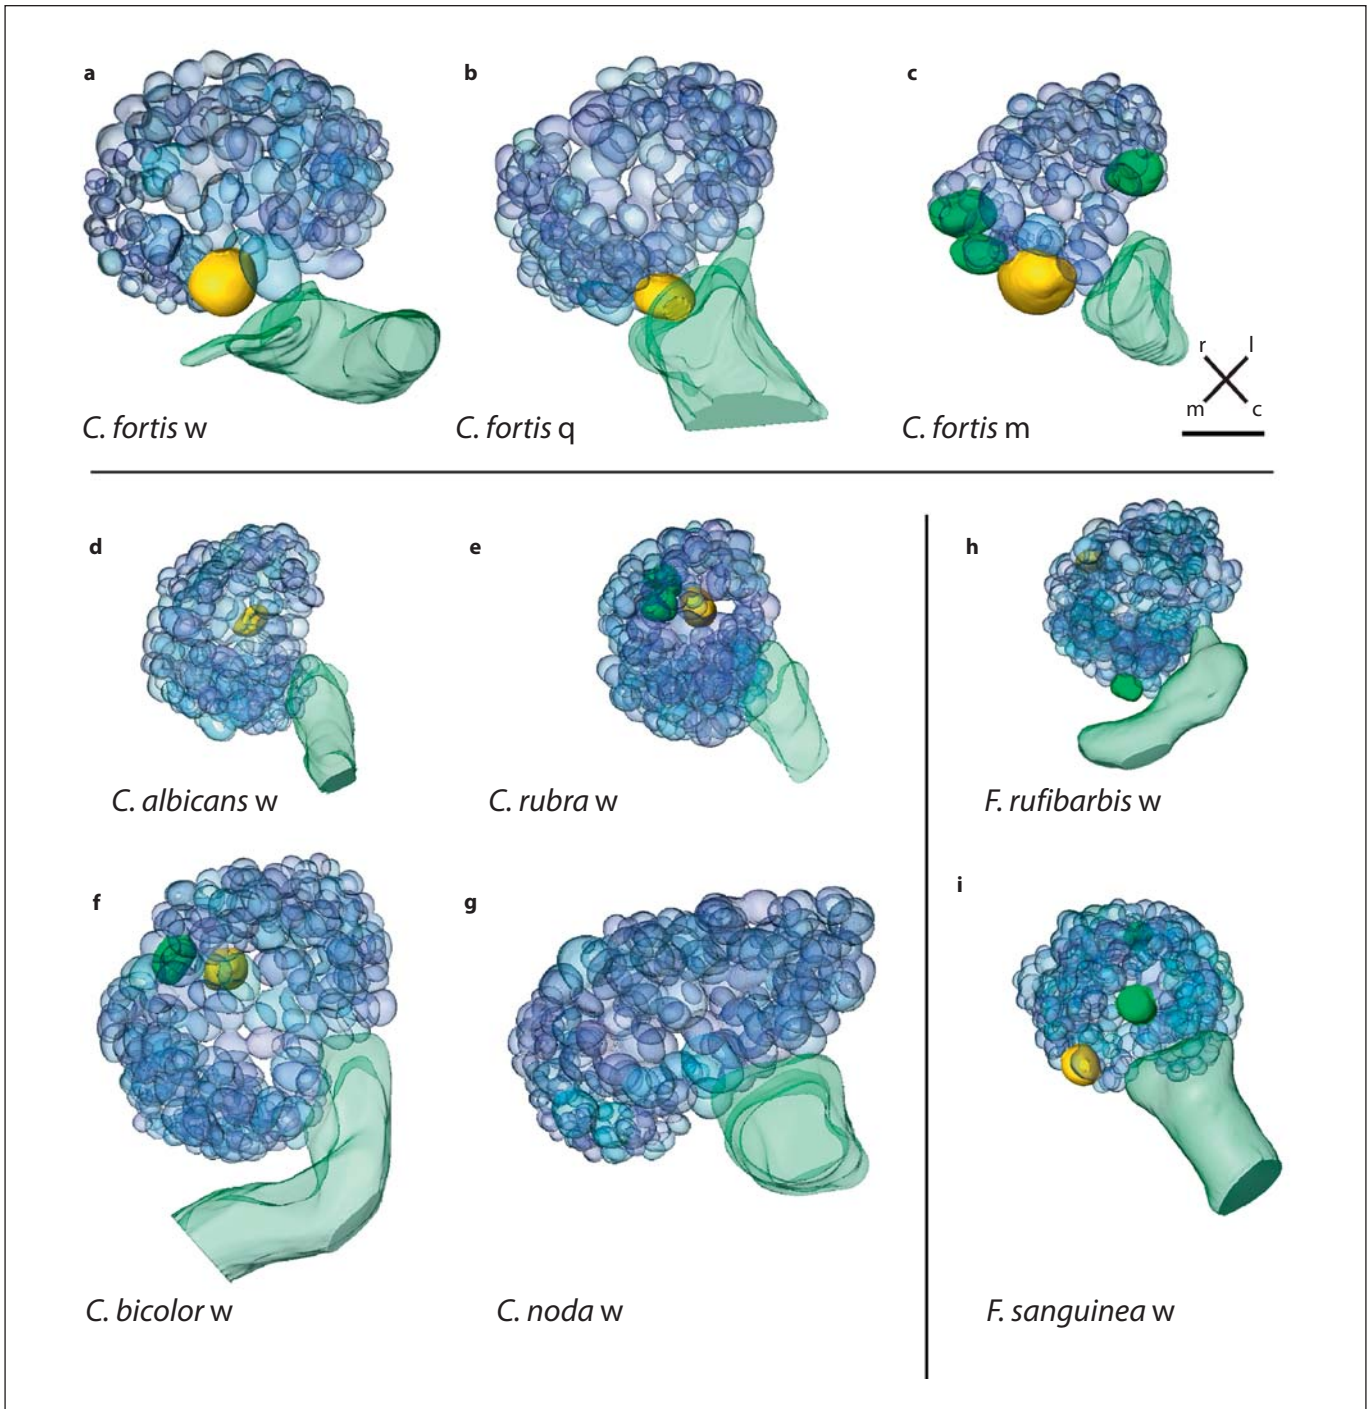 a
b
c
r l
m c
C. fortis w
C. fortis q
C. fortis m
d
e
h
C. albicans w
C. rubra w
F. rufibarbis w
f
g
i
C. bicolor w
C. noda w
F. sanguinea w